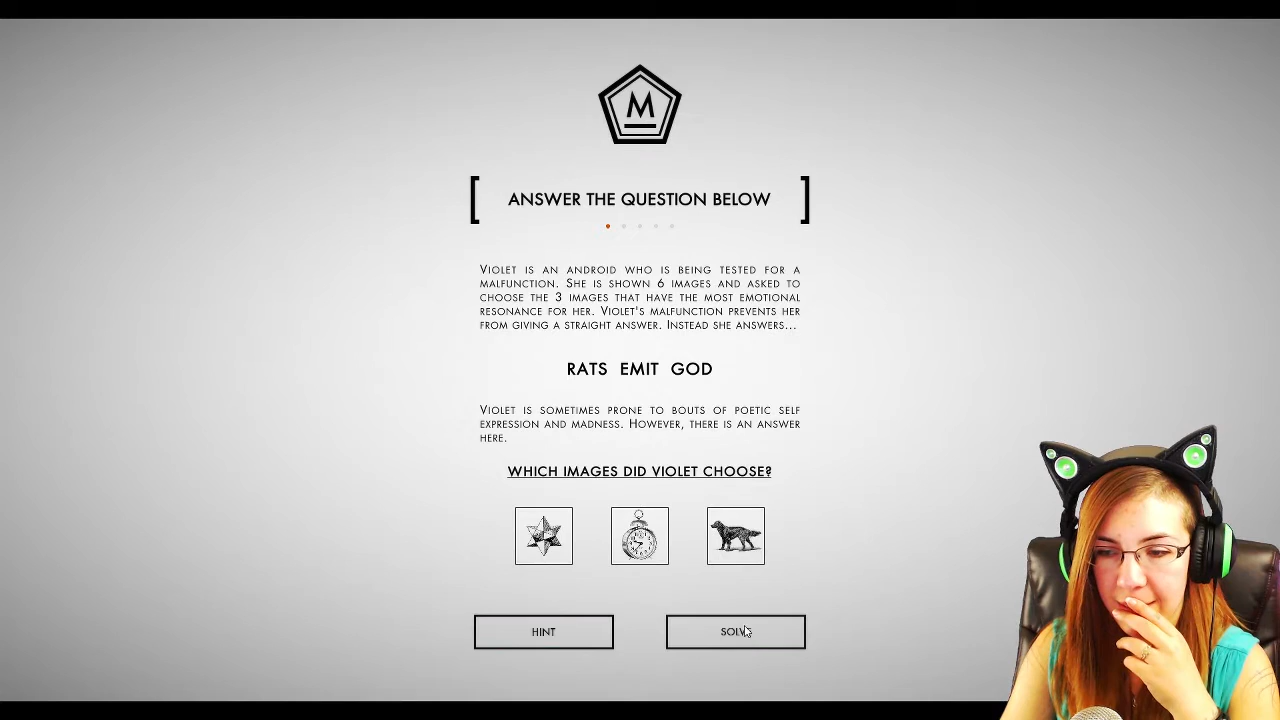 M
[ ANSWER THE QUESTION BELOW ]
VIOLET IS AN ANDROID WHO IS BEING TESTED FOR A
MALFUNCTION. SHE IS SHOWN 6 IMAGES AND ASKED TO
CHOOSE THE 3 IMAGES THAT HAVE THE MOST EMOTIONAL
RESONANCE FOR HER. VIOLET'S MALFUNCTION PREVENTS HER
FROM GIVING A STRAIGHT ANSWER. INSTEAD SHE ANSWERS...
RATS EMIT GOD
VIOLET IS SOMETIMES PRONE TO BOUTS OF POETIC SELF
EXPRESSION AND MADNESS. HOWEVER, THERE IS AN ANSWER
HERE.
WHICH IMAGES DID VIOLET CHOOSE?
HINT